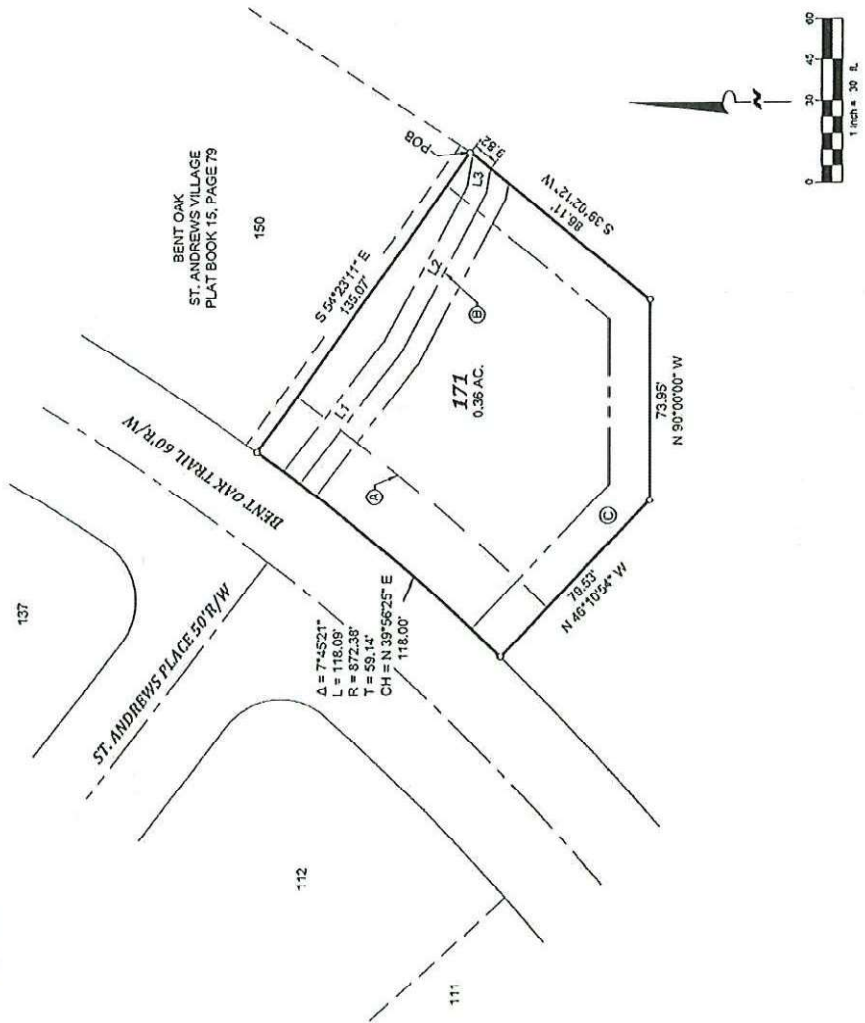 BENT OAK
ST. ANDREWS VILLAGE
PLAT BOOK 15, PAGE 79
150
137
ST. ANDREWS PLACE 50'R/W
BENT OAK TRAIL 60'R/W
S 54°23'11" E
135.07'
POB
9.82'
L1
L2
L3
B
A
171
0.36 AC.
86.11'
S 39°02'12" W
Δ = 7°45'21"
L = 118.09'
R = 872.38'
T = 59.14'
CH = N 39°56'25" E
118.00'
112
111
C
79.53'
N 46°10'54" W
73.95'
N 90°00'00" W
0 30 45 60
1 inch = 30 ft.